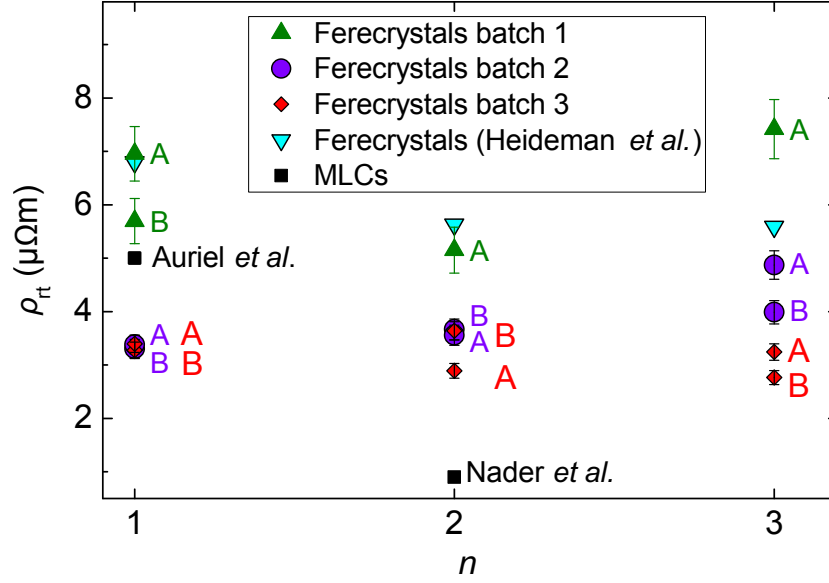 Ferecrystals batch 1
Ferecrystals batch 2
Ferecrystals batch 3
Ferecrystals (Heideman et al.)
MLCs
8
6
4
2
ρrt (μΩm)
A
B
Auriel et al.
A A
B B
A
B
A
B
A
Nader et al.
A
A
B
A
B
1 2 3
n